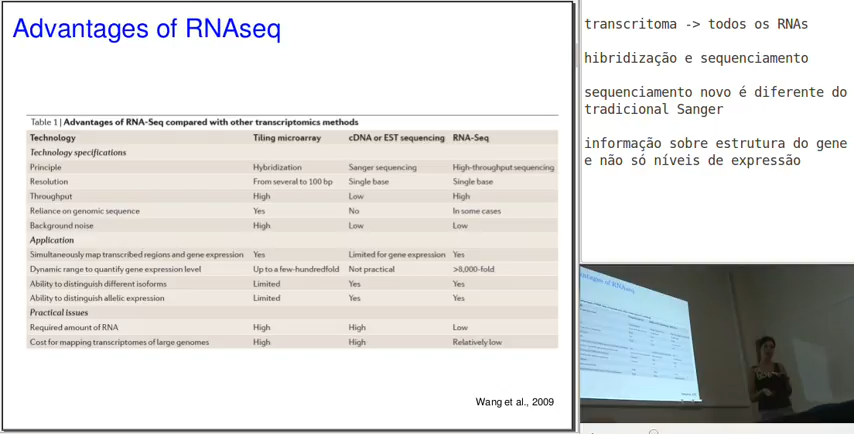 Advantages of RNAseq
Table 1 | Advantages of RNA-Seq compared with other transcriptomics methods
Technology Tiling microarray cDNA or EST sequencing RNA-Seq
Technology specifications
Principle Hybridization Sanger sequencing High-throughput sequencing
Resolution From several to 100 bp Single base Single base
Throughput High Low High
Reliance on genomic sequence Yes No In some cases
Background noise High Low Low
Application
Simultaneously map transcribed regions and gene expression Yes Limited for gene expression Yes
Dynamic range to quantify gene expression level Up to a few-hundredfold Not practical >8,000-fold
Ability to distinguish different isoforms Limited Yes Yes
Ability to distinguish allelic expression Limited Yes Yes
Practical issues
Required amount of RNA High High Low
Cost for mapping transcriptomes of large genomes High High Relatively low
Wang et al., 2009
transcritoma -> todos os RNAs
hibridização e sequenciamento
sequenciamento novo é diferente do
tradicional Sanger
informação sobre estrutura do gene
e não só níveis de expressão
Advantages of RNAseq